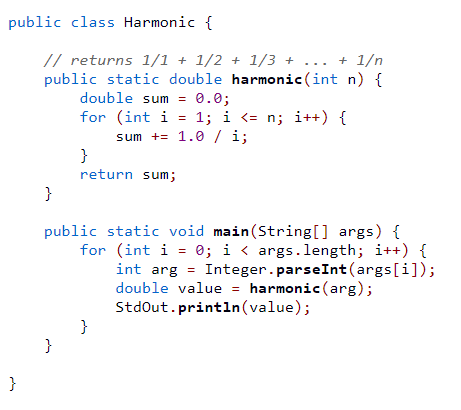 public class Harmonic {
// returns 1/1 + 1/2 + 1/3 + ... + 1/n
public static double harmonic(int n) {
double sum = 0.0;
for (int i = 1; i <= n; i++) {
sum += 1.0 / i;
}
return sum;
}
public static void main(String[] args) {
for (int i = 0; i < args.length; i++) {
int arg = Integer.parseInt(args[i]);
double value = harmonic(arg);
StdOut.println(value);
}
}
}